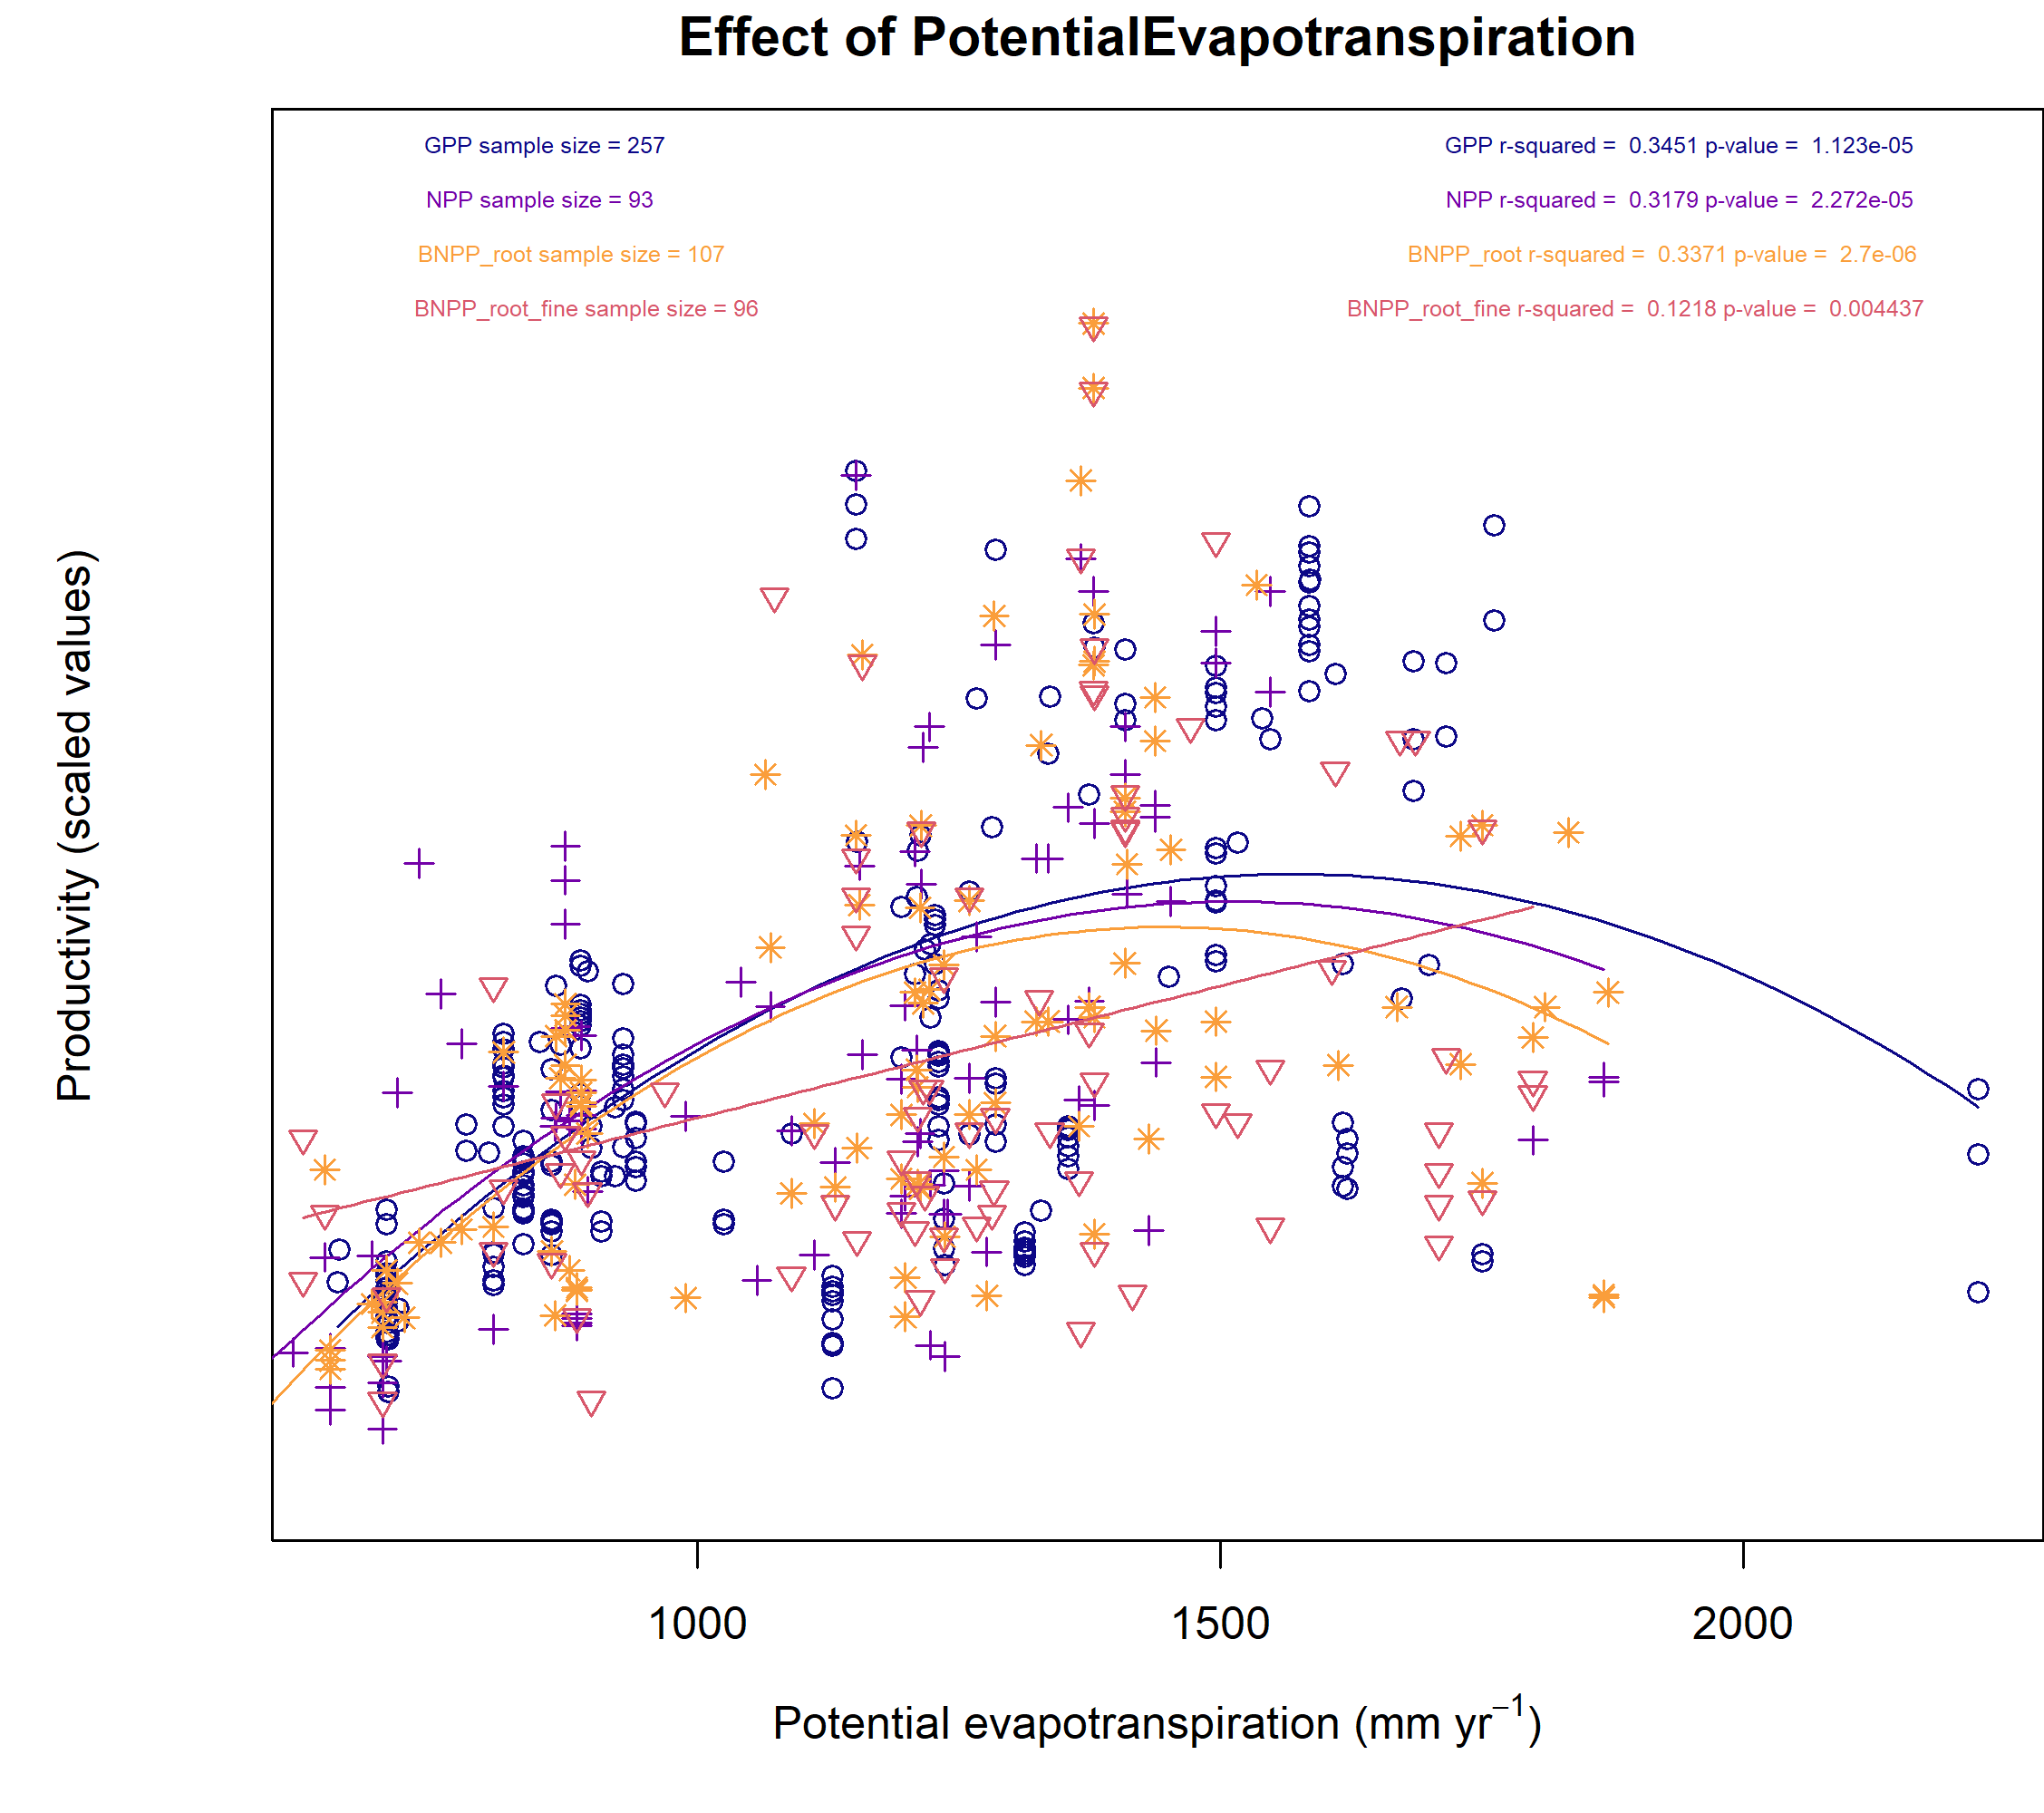 Effect of PotentialEvapotranspiration
GPP sample size = 257
GPP r-squared = 0.3451 p-value = 1.123e-05
NPP sample size = 93
NPP r-squared = 0.3179 p-value = 2.272e-05
BNPP_root sample size = 107
BNPP_root r-squared = 0.3371 p-value = 2.7e-06
BNPP_root_fine sample size = 96
BNPP_root_fine r-squared = 0.1218 p-value = 0.004437
Productivity (scaled values)
1000 1500 2000
Potential evapotranspiration (mm yr⁻¹)